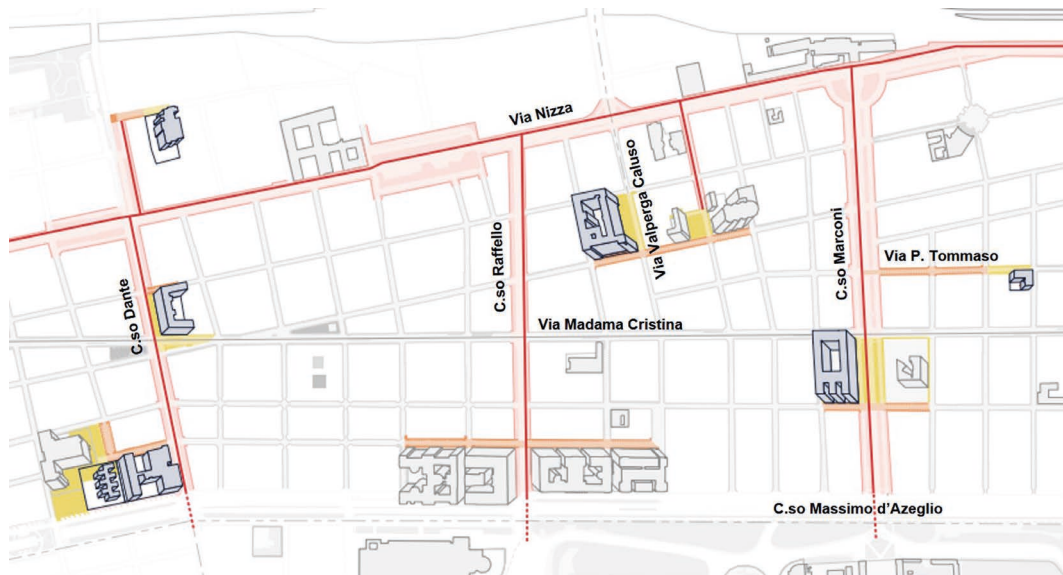 Via Nizza
Via Valperga Caluso
C.so Raffello
C.so Marconi
Via P. Tommaso
C.so Dante
Via Madama Cristina
C.so Massimo d'Azeglio